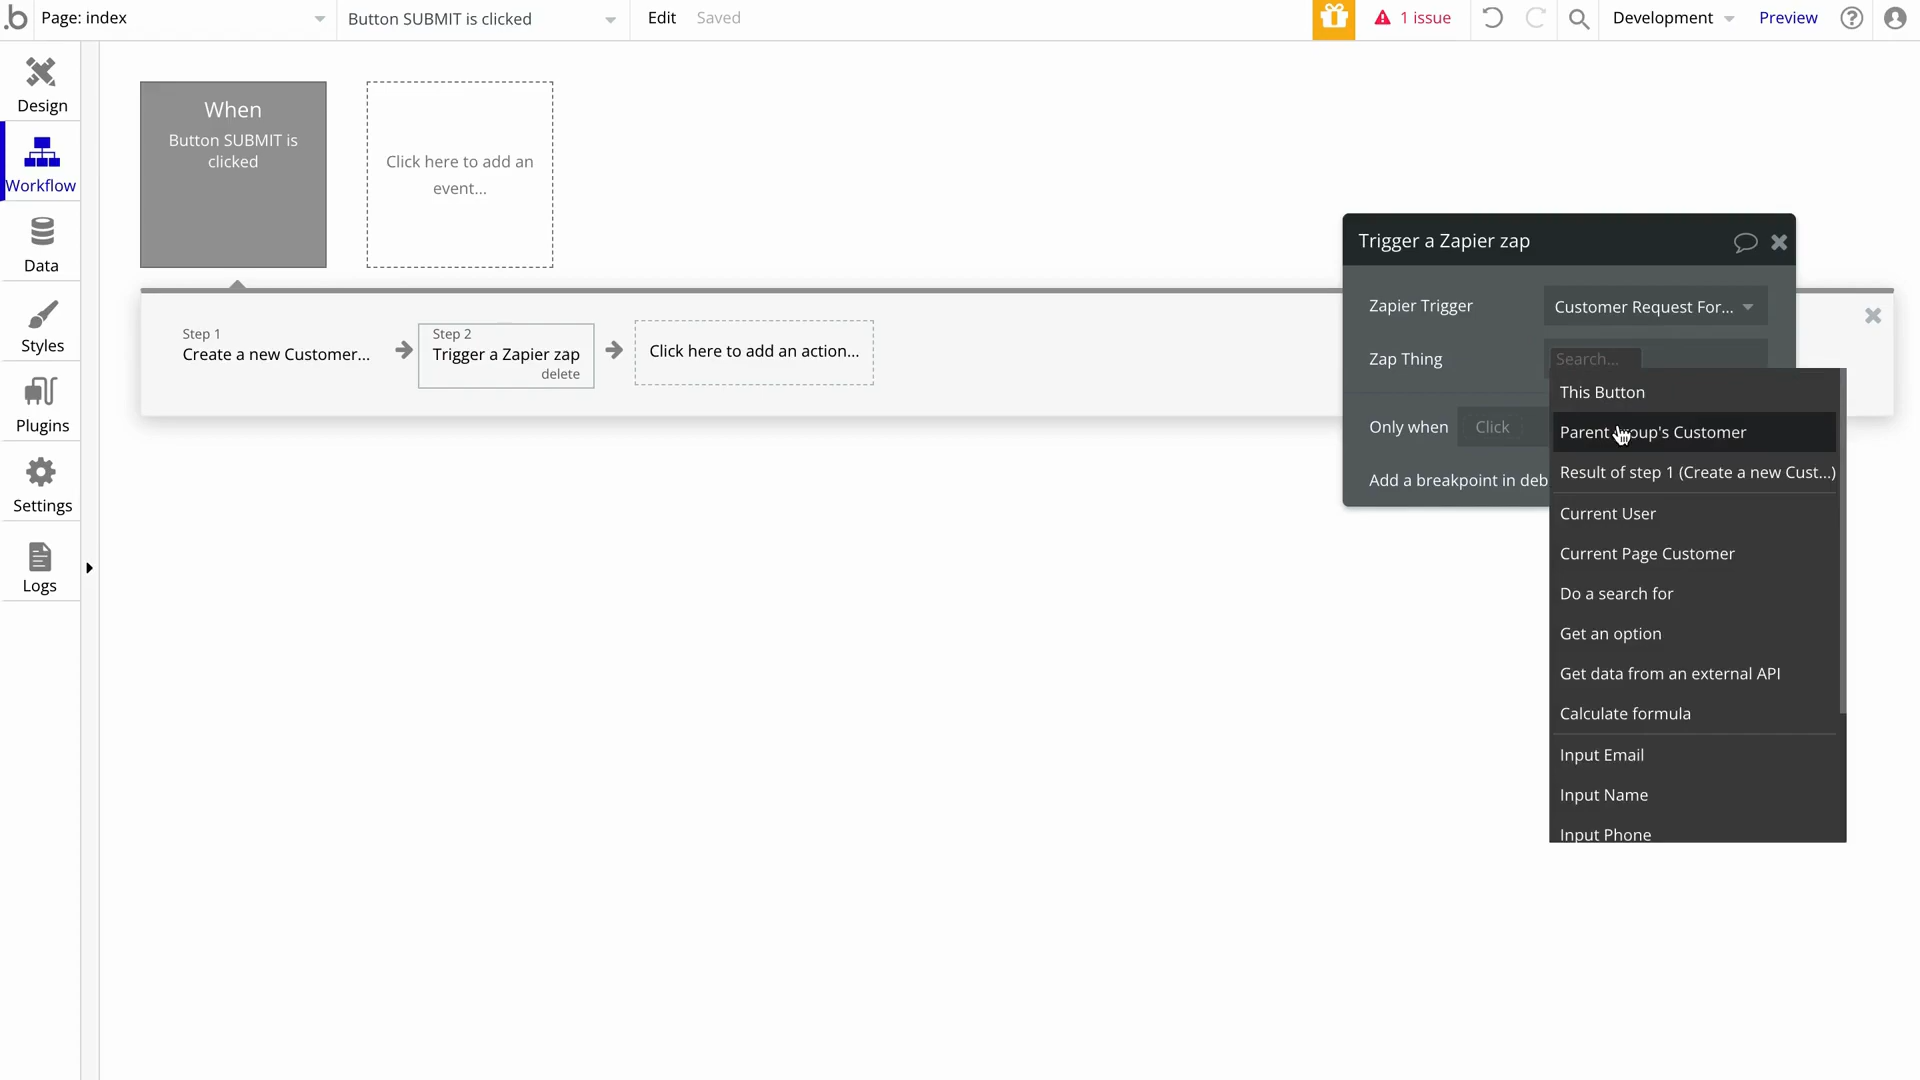 b
Page: index
Button SUBMIT is clicked
Edit
Saved
1 issue
Development
Preview
?
Design
Workflow
Data
Styles
Plugins
Settings
Logs
When
Button SUBMIT is
clicked
Click here to add an
event...
Step 1
Create a new Customer...
Step 2
Trigger a Zapier zap
delete
Click here to add an action...
Trigger a Zapier zap
Zapier Trigger
Customer Request For...
Zap Thing
Search...
Only when
Click
Add a breakpoint in deb
This Button
Parent oup's Customer
Result of step 1 (Create a new Cust...)
Current User
Current Page Customer
Do a search for
Get an option
Get data from an external API
Calculate formula
Input Email
Input Name
Input Phone